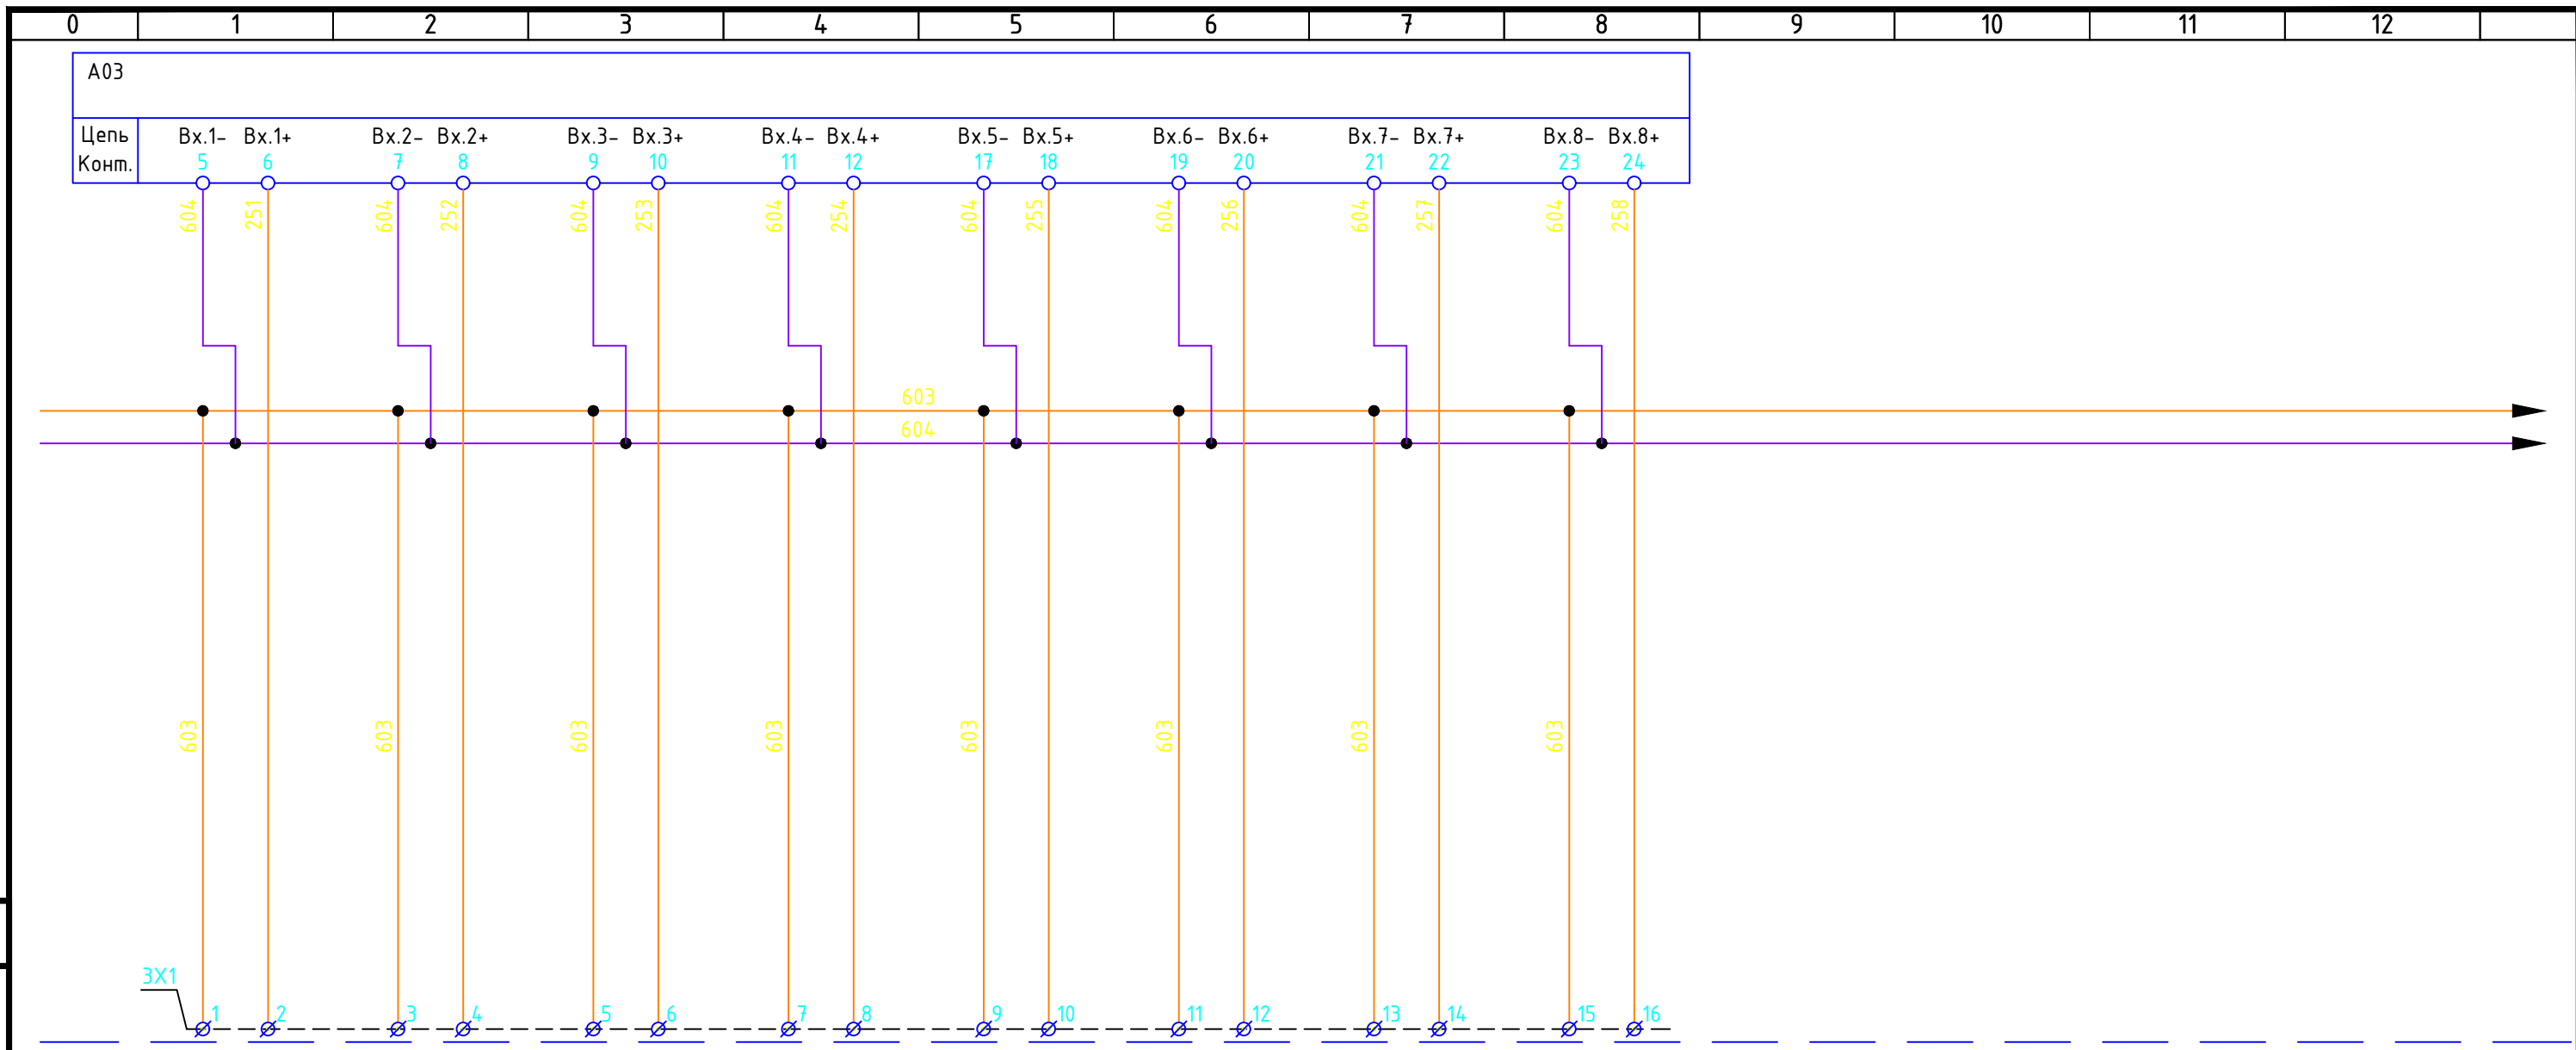 0 1 2 3 4 5 6 7 8 9 10 11 12
А03
Цепь Вх.1- Вх.1+ Вх.2- Вх.2+ Вх.3- Вх.3+ Вх.4- Вх.4+ Вх.5- Вх.5+ Вх.6- Вх.6+ Вх.7- Вх.7+ Вх.8- Вх.8+
Конт. 5 6 7 8 9 10 11 12 17 18 19 20 21 22 23 24
604 251 604 252 604 253 604 254 604 255 604 256 604 257 604 258
603
604
603 603 603 603 603 603 603 603
3X1
1 2 3 4 5 6 7 8 9 10 11 12 13 14 15 16